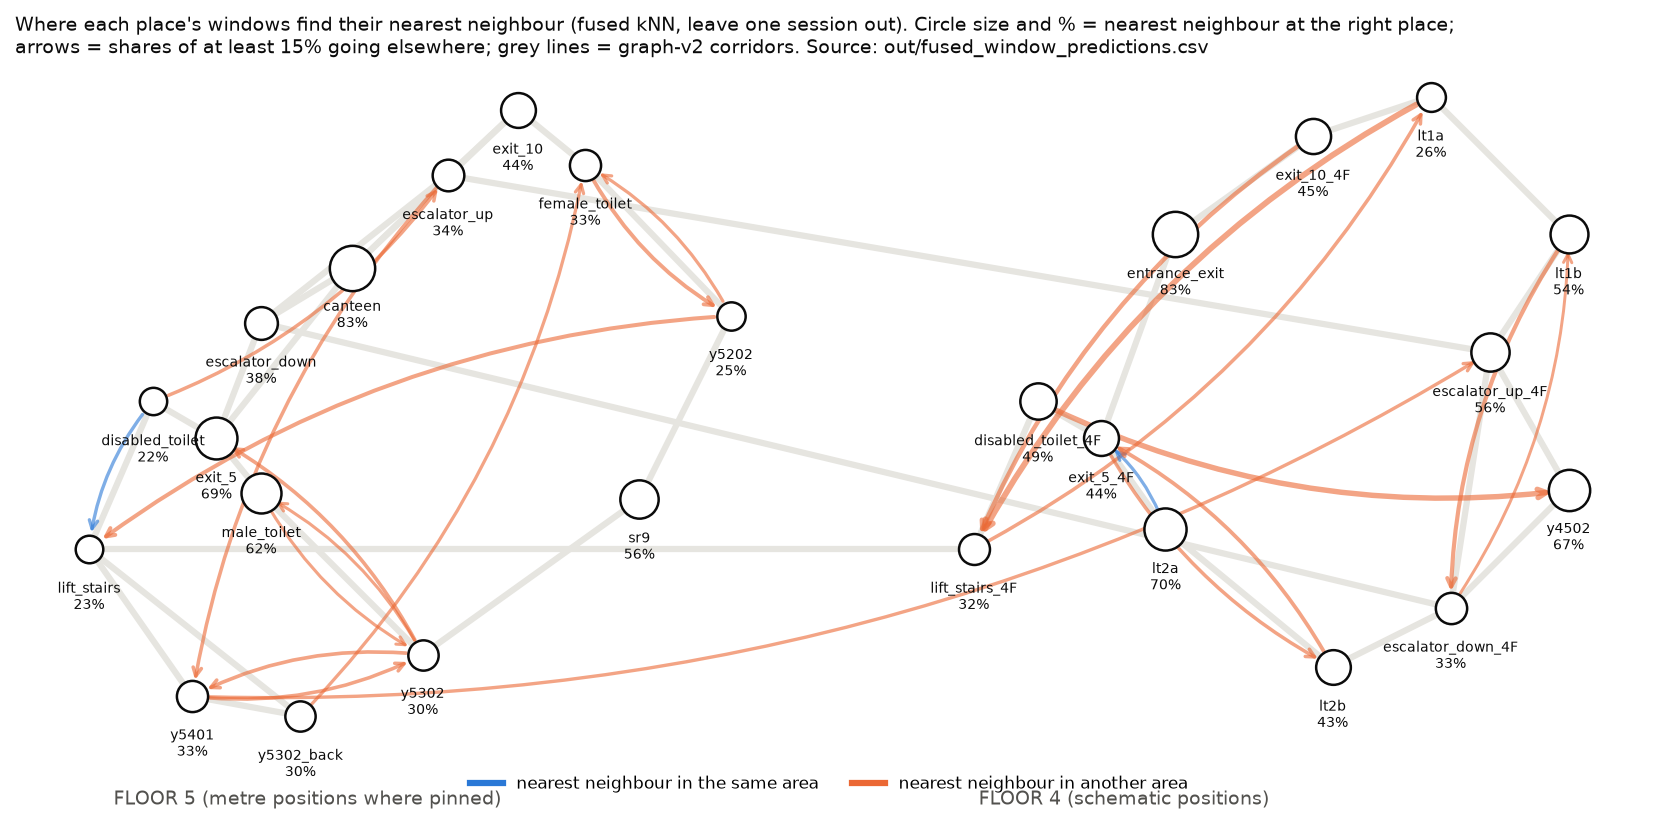 Where each place's windows find their nearest neighbour (fused kNN, leave one session out). Circle size and % = nearest neighbour at the right place;
arrows = shares of at least 15% going elsewhere; grey lines = graph-v2 corridors. Source: out/fused_window_predictions.csv
exit_10
44%
escalator_up
34%
female_toilet
33%
canteen
83%
escalator_down
38%
y5202
25%
disabled_toilet
22%
exit_5
69%
male_toilet
62%
sr9
56%
lift_stairs
23%
y5302
30%
y5401
33%
y5302_back
30%
FLOOR 5 (metre positions where pinned)
lt1a
26%
exit_10_4F
45%
entrance_exit
83%
lt1b
54%
escalator_up_4F
56%
disabled_toilet_4F
49%
exit_5_4F
44%
y4502
67%
lt2a
70%
lift_stairs_4F
32%
escalator_down_4F
33%
lt2b
43%
FLOOR 4 (schematic positions)
nearest neighbour in the same area
nearest neighbour in another area